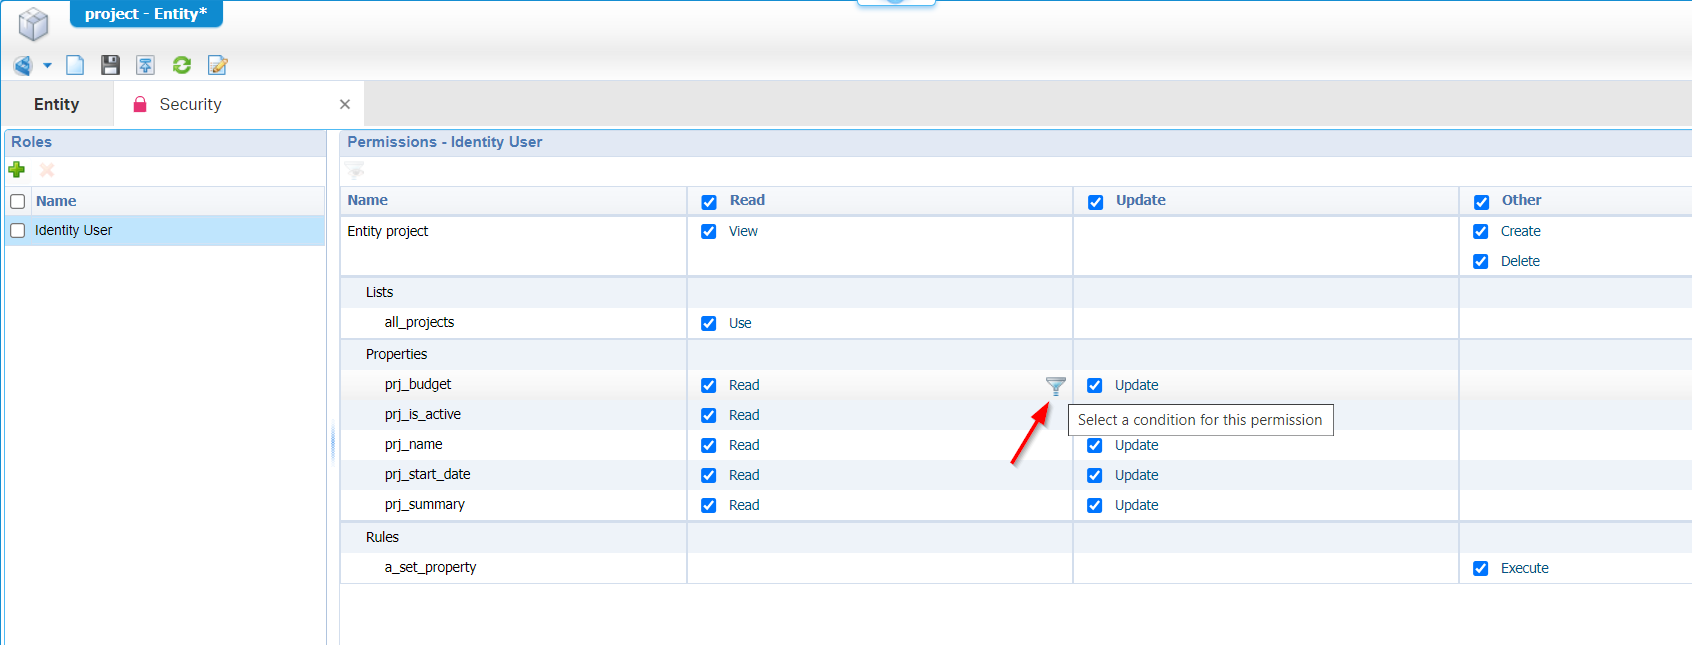 project - Entity*
Entity
Security
Roles
Permissions - Identity User
Name
Name
Read
Update
Other
Identity User
Entity project
View
Create
Delete
Lists
all_projects
Use
Properties
prj_budget
Read
Update
Select a condition for this permission
prj_is_active
Read
prj_name
Read
Update
prj_start_date
Read
Update
prj_summary
Read
Update
Rules
a_set_property
Execute